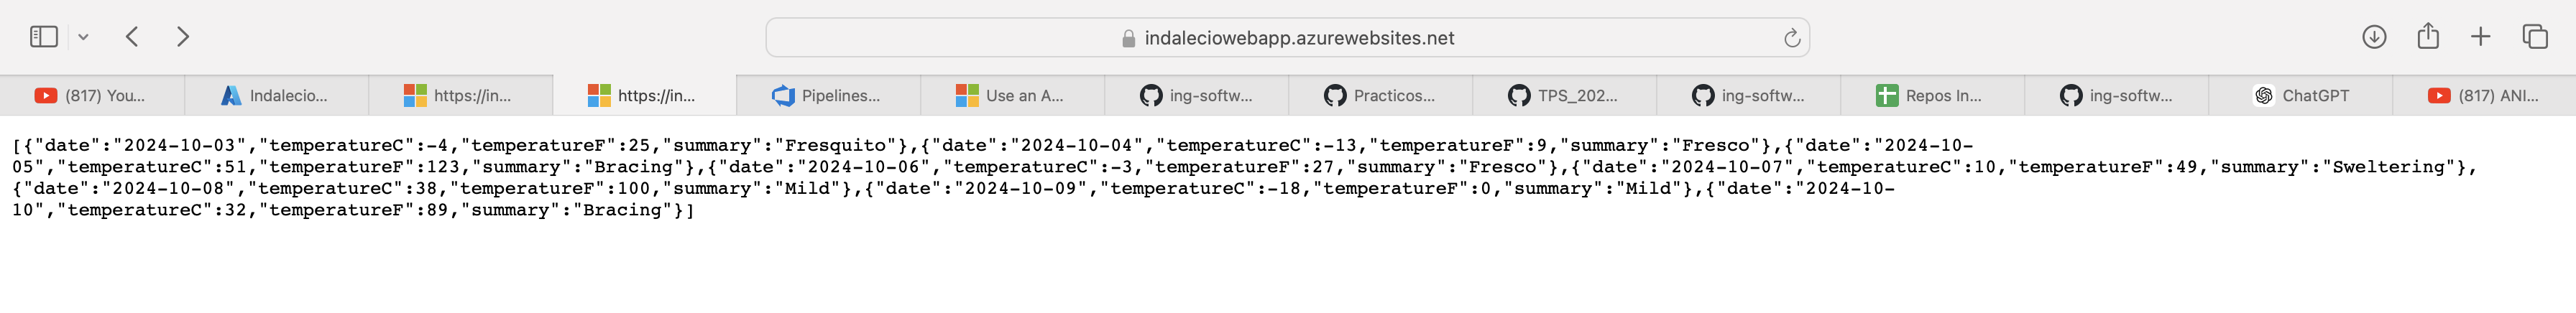 indaleciowebapp.azurewebsites.net
(817) You...
Indalecio...
https://in...
https://in...
Pipelines...
Use an A...
ing-softw...
Practicos...
TPS_202...
ing-softw...
Repos In...
ing-softw...
ChatGPT
(817) ANI...
[{"date":"2024-10-03","temperatureC":-4,"temperatureF":25,"summary":"Fresquito"},{"date":"2024-10-04","temperatureC":-13,"temperatureF":9,"summary":"Fresco"},{"date":"2024-10-
05","temperatureC":51,"temperatureF":123,"summary":"Bracing"},{"date":"2024-10-06","temperatureC":-3,"temperatureF":27,"summary":"Fresco"},{"date":"2024-10-07","temperatureC":10,"temperatureF":49,"summary":"Sweltering"},
{"date":"2024-10-08","temperatureC":38,"temperatureF":100,"summary":"Mild"},{"date":"2024-10-09","temperatureC":-18,"temperatureF":0,"summary":"Mild"},{"date":"2024-10-
10","temperatureC":32,"temperatureF":89,"summary":"Bracing"}]